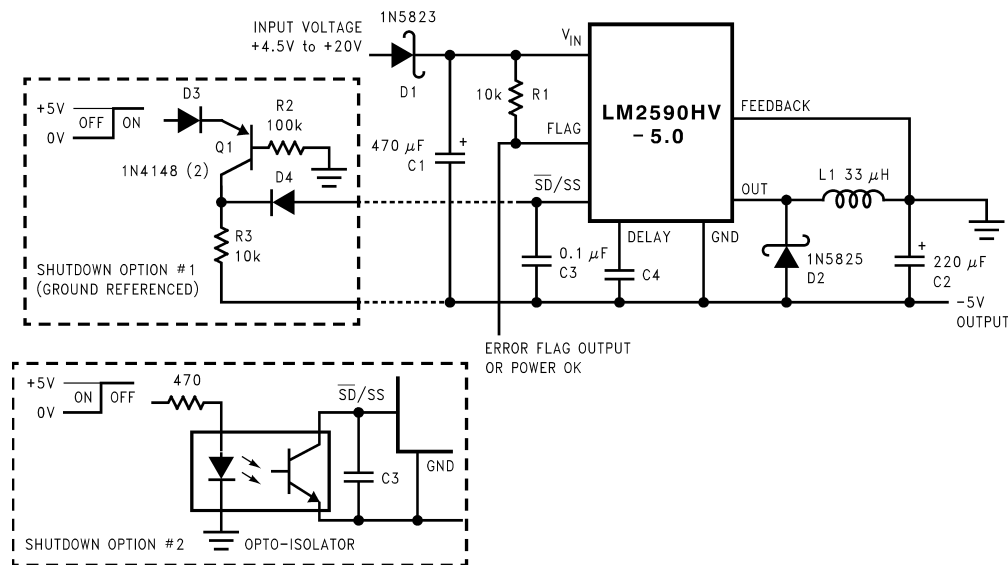 1N5823
INPUT VOLTAGE
+4.5V to +20V
VIN
D1
10k R1
LM2590HV
-5.0
FEEDBACK
FLAG
470 μF
C1
+
SD/SS
OUT
L1 33 μH
DELAY
GND
0.1 μF
C3
C4
1N5825
D2
+
220 μF
C2
-5V
OUTPUT
ERROR FLAG OUTPUT
OR POWER OK
+5V
OFF ON
0V
D3
R2
100k
Q1
1N4148 (2)
D4
R3
10k
SHUTDOWN OPTION #1
(GROUND REFERENCED)
+5V
ON OFF
0V
470
SD/SS
C3
GND
SHUTDOWN OPTION #2
OPTO-ISOLATOR